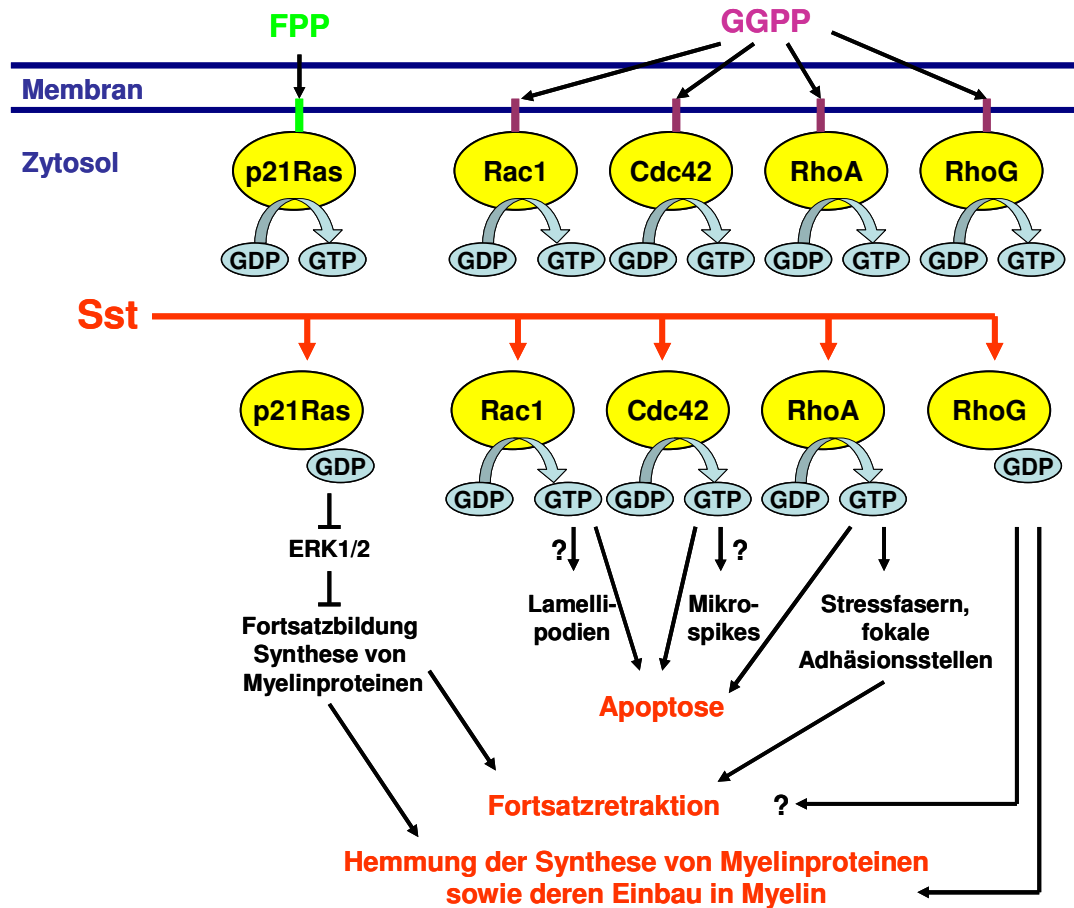 FPP
GGPP
Membran
Zytosol
p21Ras
Rac1
Cdc42
RhoA
RhoG
GDP
GTP
GDP
GTP
GDP
GTP
GDP
GTP
GDP
GTP
Sst
p21Ras
Rac1
Cdc42
RhoA
RhoG
GDP
GDP
GTP
GDP
GTP
GDP
GTP
GDP
ERK1/2
?
?
Fortsatzbildung
Synthese von
Myelinproteinen
Lamelli-
podien
Mikro-
spikes
Stressfasern,
fokale
Adhäsionsstellen
Apoptose
Fortsatzretraktion
?
Hemmung der Synthese von Myelinproteinen
sowie deren Einbau in Myelin